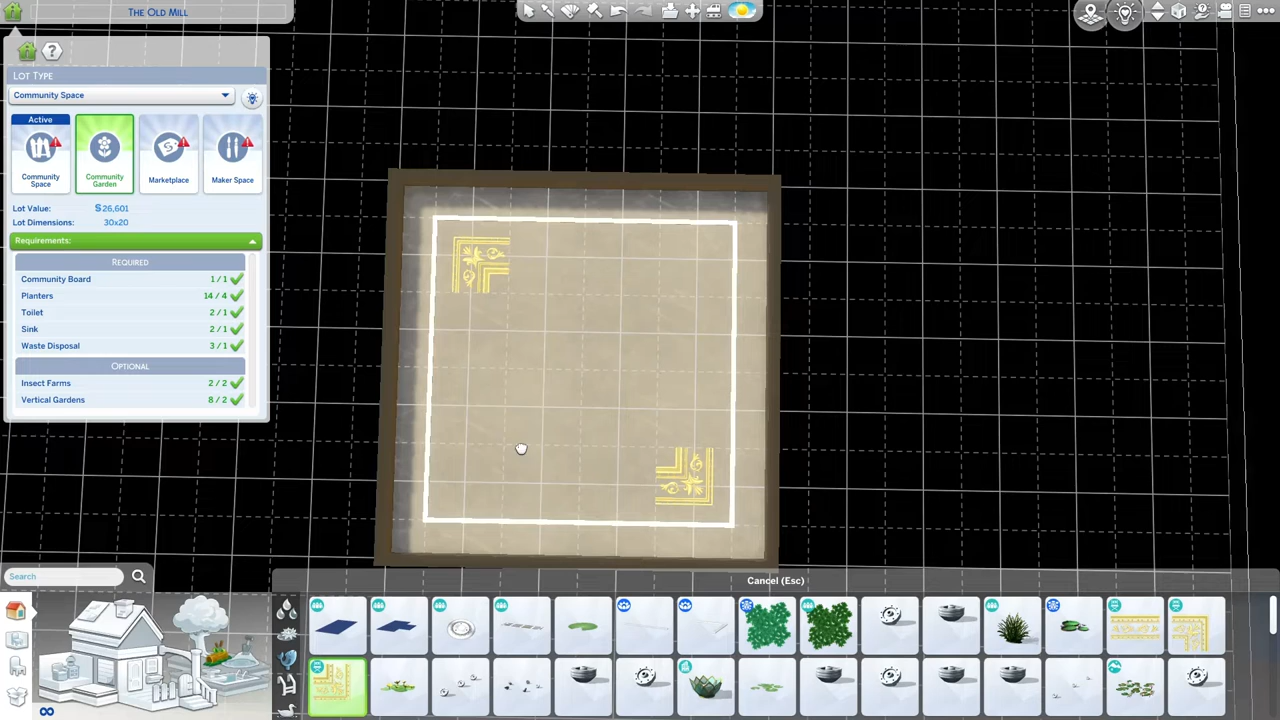 THE OLD MILL
?
LOT TYPE
Community Space
Active
Community Space
Community Garden
Marketplace
Maker Space
Lot Value: $26,601
Lot Dimensions: 30x20
Requirements:
REQUIRED
Community Board 1 / 1
Planters 14 / 4
Toilet 2 / 1
Sink 2 / 1
Waste Disposal 3 / 1
OPTIONAL
Insect Farms 2 / 2
Vertical Gardens 8 / 2
Search
Cancel (Esc)